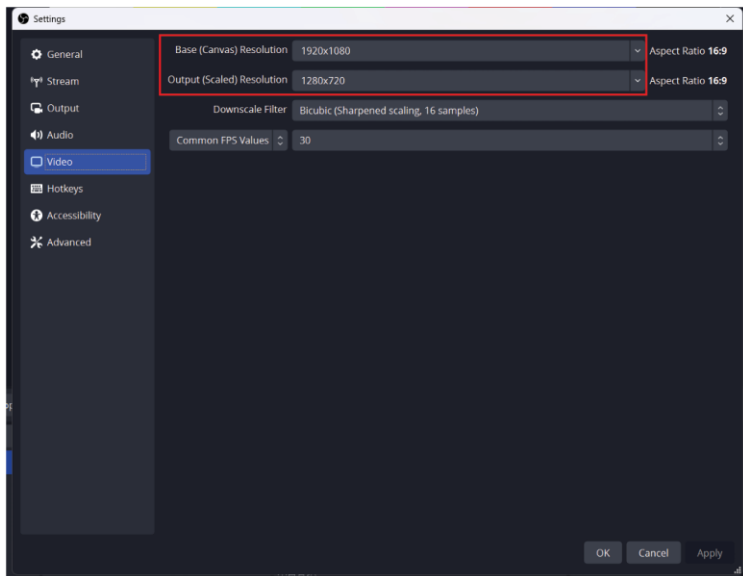 Settings
General
Stream
Output
Audio
Video
Hotkeys
Accessibility
Advanced
Base (Canvas) Resolution 1920x1080 Aspect Ratio 16:9
Output (Scaled) Resolution 1280x720 Aspect Ratio 16:9
Downscale Filter Bicubic (Sharpened scaling, 16 samples)
Common FPS Values 30
OK Cancel Apply